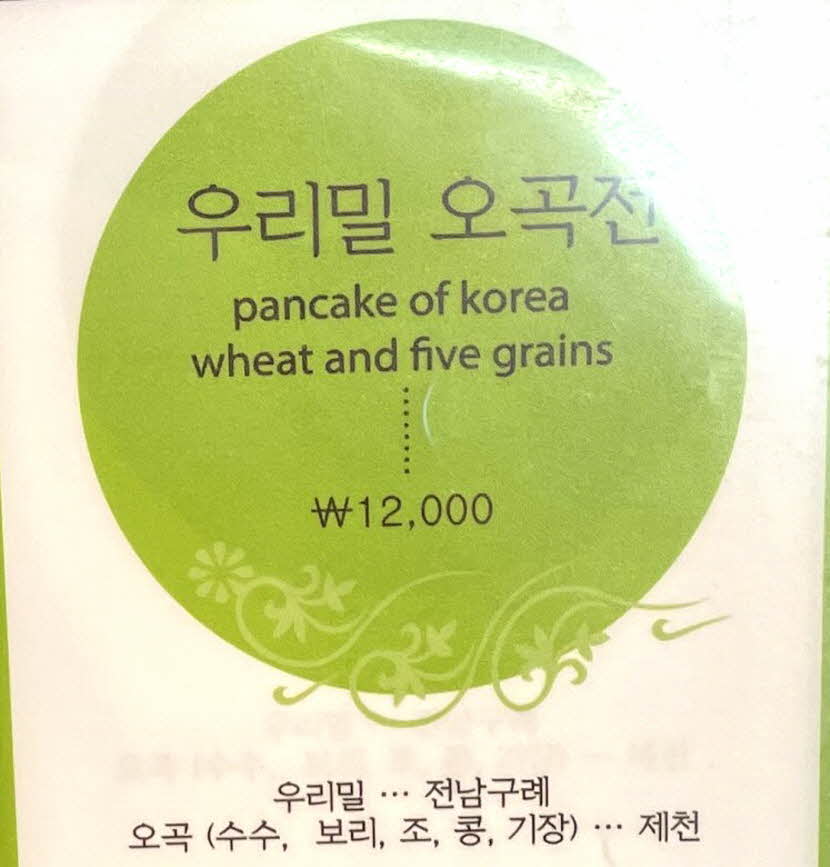 우리밀 오곡전
pancake of korea
wheat and five grains
₩12,000
우리밀 ··· 전남구례
오곡 (수수, 보리, 조, 콩, 기장) ··· 제천